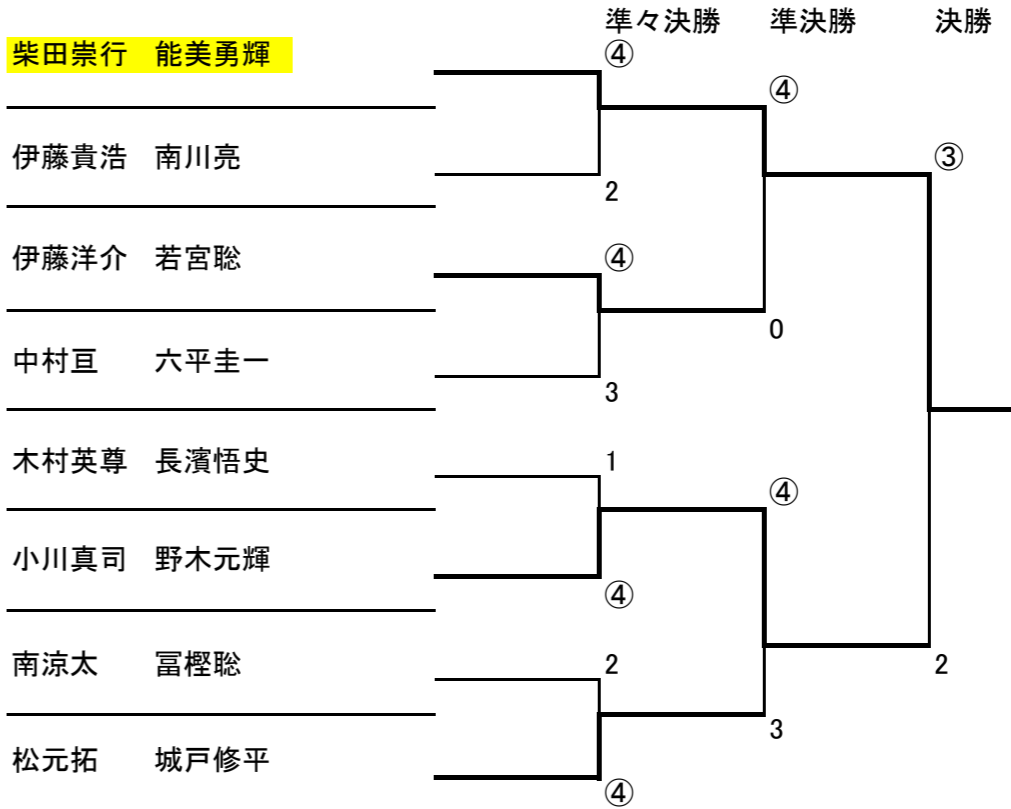 準々決勝 準決勝 決勝
柴田崇行 能美勇輝
④
④
伊藤貴浩 南川亮
③
2
伊藤洋介 若宮聡
④
0
中村亘 六平圭一
3
木村英尊 長濱悟史
1
④
小川真司 野木元輝
④
南涼太 冨樫聡
2
2
3
松元拓 城戸修平
④